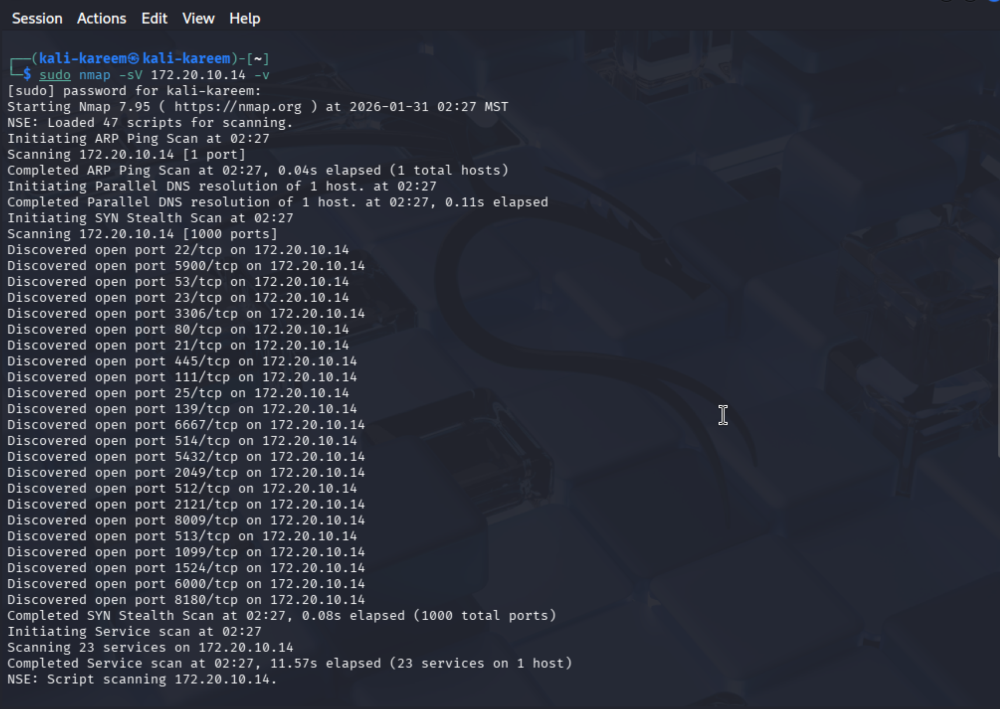 Session Actions Edit View Help
┌──(kali-kareem㉿kali-kareem)-[~]
└─$ sudo nmap -sV 172.20.10.14 -v
[sudo] password for kali-kareem:
Starting Nmap 7.95 ( https://nmap.org ) at 2026-01-31 02:27 MST
NSE: Loaded 47 scripts for scanning.
Initiating ARP Ping Scan at 02:27
Scanning 172.20.10.14 [1 port]
Completed ARP Ping Scan at 02:27, 0.04s elapsed (1 total hosts)
Initiating Parallel DNS resolution of 1 host. at 02:27
Completed Parallel DNS resolution of 1 host. at 02:27, 0.11s elapsed
Initiating SYN Stealth Scan at 02:27
Scanning 172.20.10.14 [1000 ports]
Discovered open port 22/tcp on 172.20.10.14
Discovered open port 5900/tcp on 172.20.10.14
Discovered open port 53/tcp on 172.20.10.14
Discovered open port 23/tcp on 172.20.10.14
Discovered open port 3306/tcp on 172.20.10.14
Discovered open port 80/tcp on 172.20.10.14
Discovered open port 21/tcp on 172.20.10.14
Discovered open port 445/tcp on 172.20.10.14
Discovered open port 111/tcp on 172.20.10.14
Discovered open port 25/tcp on 172.20.10.14
Discovered open port 139/tcp on 172.20.10.14
Discovered open port 6667/tcp on 172.20.10.14
Discovered open port 514/tcp on 172.20.10.14
Discovered open port 5432/tcp on 172.20.10.14
Discovered open port 2049/tcp on 172.20.10.14
Discovered open port 512/tcp on 172.20.10.14
Discovered open port 2121/tcp on 172.20.10.14
Discovered open port 8009/tcp on 172.20.10.14
Discovered open port 513/tcp on 172.20.10.14
Discovered open port 1099/tcp on 172.20.10.14
Discovered open port 1524/tcp on 172.20.10.14
Discovered open port 6000/tcp on 172.20.10.14
Discovered open port 8180/tcp on 172.20.10.14
Completed SYN Stealth Scan at 02:27, 0.08s elapsed (1000 total ports)
Initiating Service scan at 02:27
Scanning 23 services on 172.20.10.14
Completed Service scan at 02:27, 11.57s elapsed (23 services on 1 host)
NSE: Script scanning 172.20.10.14.